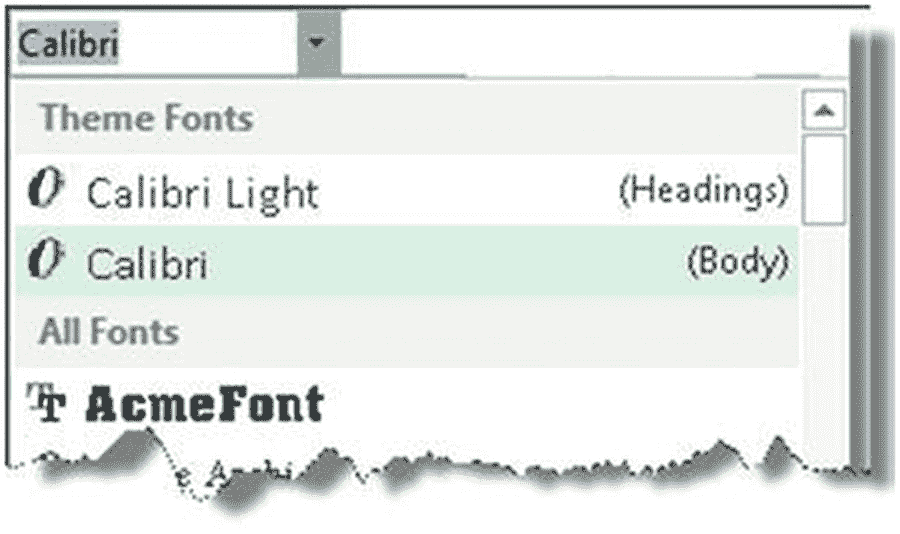 Calibri
Theme Fonts
Calibri Light (Headings)
Calibri (Body)
All Fonts
AcmeFont